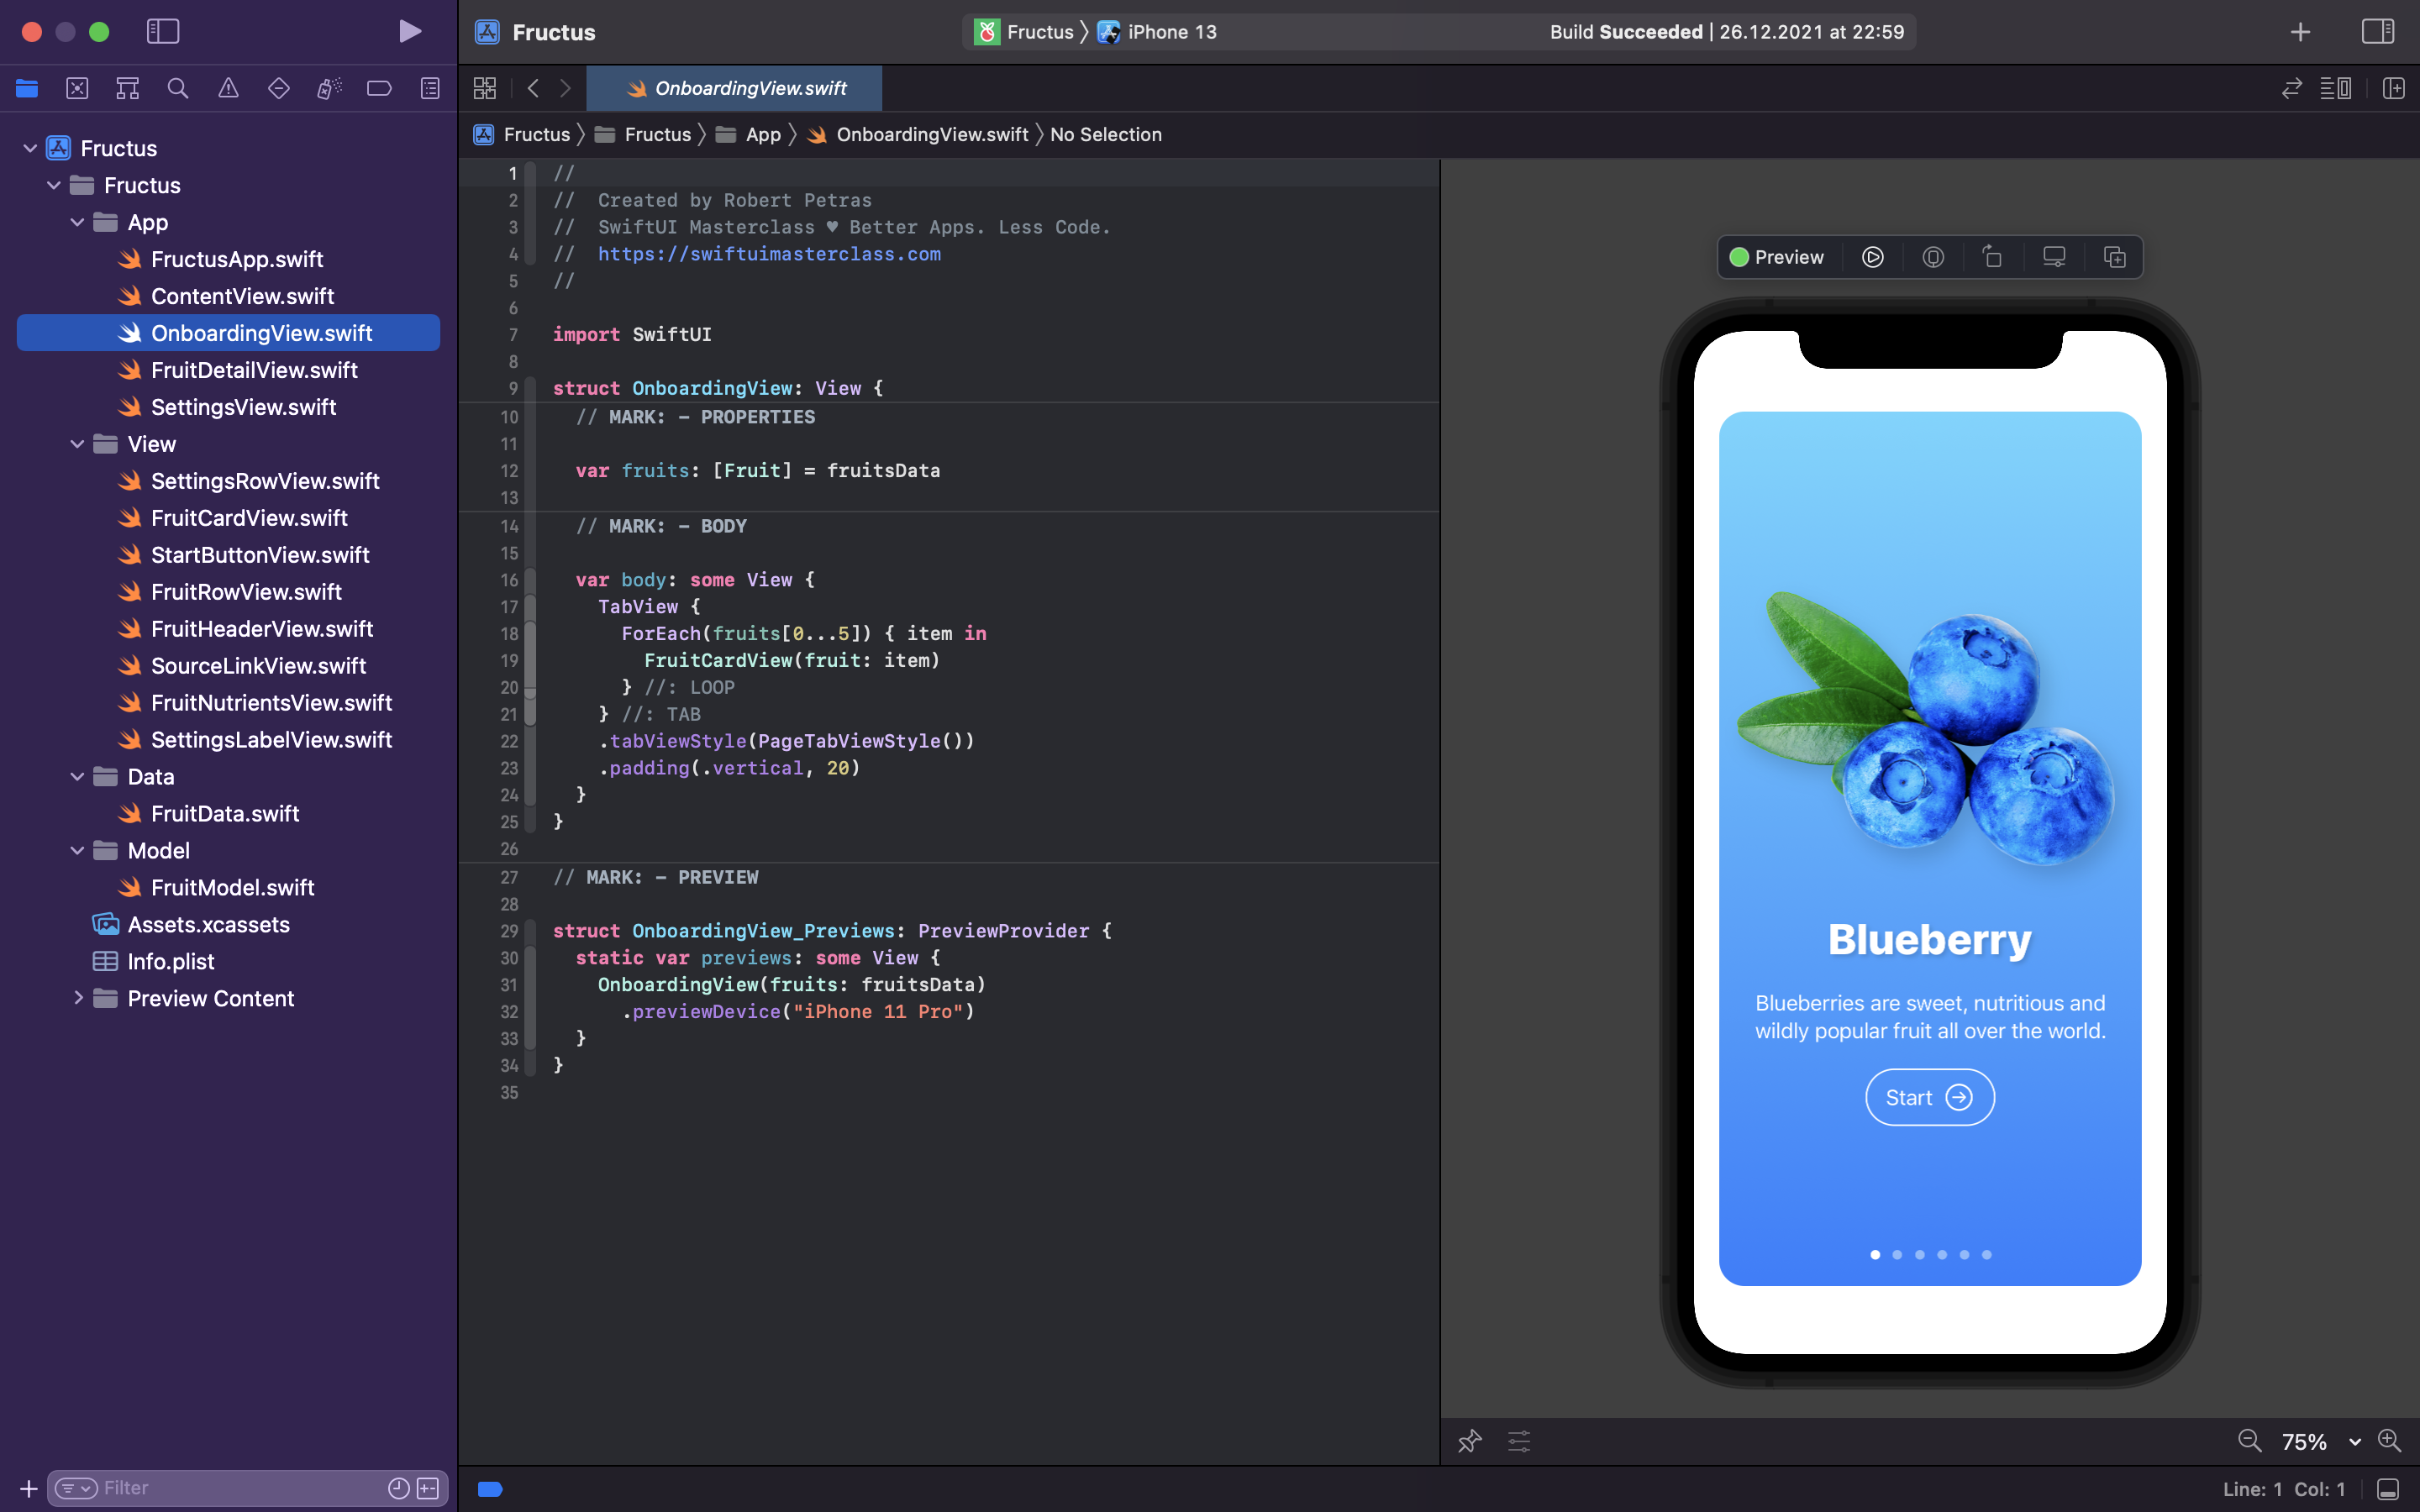 Fructus
Fructus
iPhone 13
Build Succeeded | 26.12.2021 at 22:59
OnboardingView.swift
Fructus
Fructus
App
OnboardingView.swift
No Selection
Fructus
Fructus
App
FructusApp.swift
ContentView.swift
OnboardingView.swift
FruitDetailView.swift
SettingsView.swift
View
SettingsRowView.swift
FruitCardView.swift
StartButtonView.swift
FruitRowView.swift
FruitHeaderView.swift
SourceLinkView.swift
FruitNutrientsView.swift
SettingsLabelView.swift
Data
FruitData.swift
Model
FruitModel.swift
Assets.xcassets
Info.plist
Preview Content
Filter
1 //
2 //  Created by Robert Petras
3 //  SwiftUI Masterclass ♥ Better Apps. Less Code.
4 //  https://swiftuimasterclass.com
5 //
6
7 import SwiftUI
8
9 struct OnboardingView: View {
10   // MARK: - PROPERTIES
11
12   var fruits: [Fruit] = fruitsData
13
14   // MARK: - BODY
15
16   var body: some View {
17     TabView {
18       ForEach(fruits[0...5]) { item in
19         FruitCardView(fruit: item)
20       } //: LOOP
21     } //: TAB
22     .tabViewStyle(PageTabViewStyle())
23     .padding(.vertical, 20)
24   }
25 }
26
27 // MARK: - PREVIEW
28
29 struct OnboardingView_Previews: PreviewProvider {
30   static var previews: some View {
31     OnboardingView(fruits: fruitsData)
32       .previewDevice("iPhone 11 Pro")
33   }
34 }
35
Preview
Blueberry
Blueberries are sweet, nutritious and
wildly popular fruit all over the world.
Start
75%
Line: 1  Col: 1